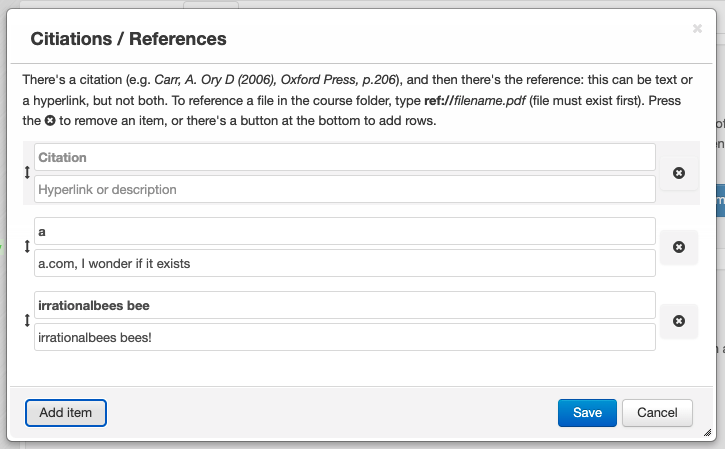 Citiations / References
There's a citation (e.g. Carr, A. Ory D (2006), Oxford Press, p.206), and then there's the reference: this can be text or
a hyperlink, but not both. To reference a file in the course folder, type ref://filename.pdf (file must exist first). Press
the to remove an item, or there's a button at the bottom to add rows.
Citation
Hyperlink or description
a
a.com, I wonder if it exists
irrationalbees bee
irrationalbees bees!
Add item
Save
Cancel